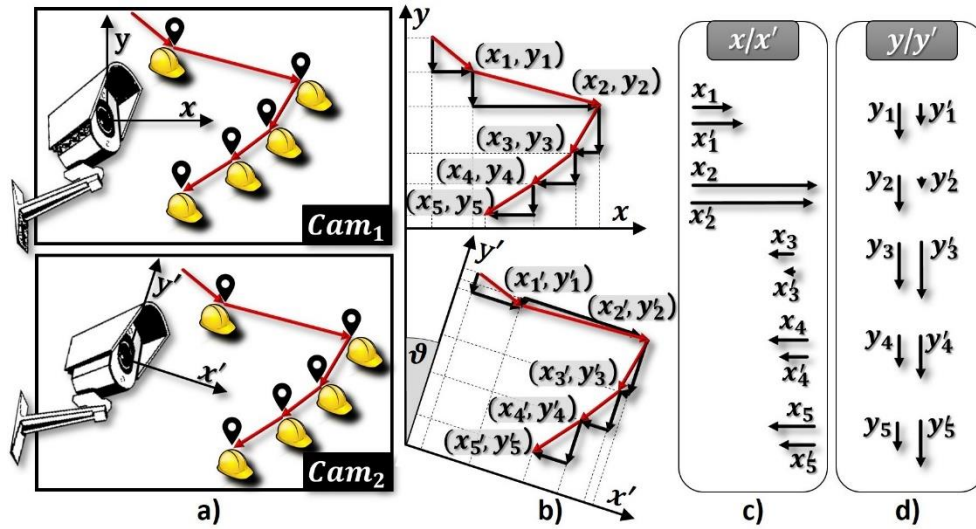 y
x
Cam₁
y′
x′
Cam₂
a)
y
(x₁, y₁)
(x₂, y₂)
(x₃, y₃)
(x₄, y₄)
(x₅, y₅)
x
y′
(x₁′, y₁′)
(x₂′, y₂′)
ϑ
(x₃′, y₃′)
(x₄′, y₄′)
(x₅′, y₅′)
x′
b)
x/x′
x₁
x₁′
x₂
x₂′
x₃
x₃′
x₄
x₄′
x₅
x₅′
c)
y/y′
y₁ y₁′
y₂ y₂′
y₃ y₃′
y₄ y₄′
y₅ y₅′
d)